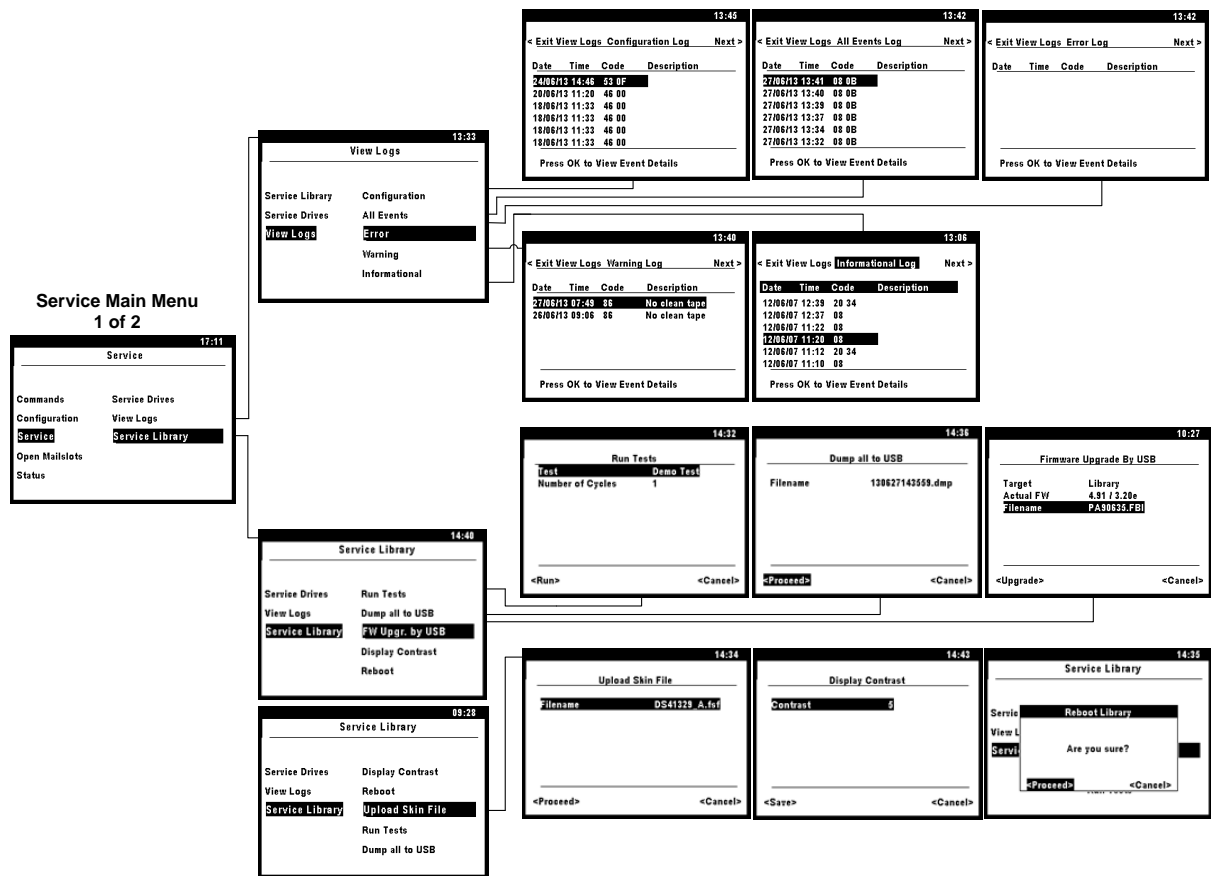 Service Main Menu
1 of 2
17:11
Service
Commands Service Drives
Configuration View Logs
Service Service Library
Open Mailslots
Status
13:33
View Logs
Service Library Configuration
Service Drives All Events
View Logs Error
Warning
Informational
13:45
< Exit View Logs Configuration Log Next >
Date Time Code Description
24/06/13 14:46 53 0F
20/06/13 11:20 46 00
18/06/13 11:33 46 00
18/06/13 11:33 46 00
18/06/13 11:33 46 00
18/06/13 11:33 46 00
Press OK to View Event Details
13:42
< Exit View Logs All Events Log Next >
Date Time Code Description
27/06/13 13:41 08 0B
27/06/13 13:40 08 0B
27/06/13 13:39 08 0B
27/06/13 13:37 08 0B
27/06/13 13:34 08 0B
27/06/13 13:32 08 0B
Press OK to View Event Details
13:42
< Exit View Logs Error Log Next >
Date Time Code Description
Press OK to View Event Details
13:40
< Exit View Logs Warning Log Next >
Date Time Code Description
27/06/13 07:49 86 No clean tape
26/06/13 09:06 86 No clean tape
Press OK to View Event Details
13:06
< Exit View Logs Informational Log Next >
Date Time Code Description
12/06/07 12:39 20 34
12/06/07 12:37 08
12/06/07 11:22 08
12/06/07 11:20 08
12/06/07 11:12 20 34
12/06/07 11:10 08
Press OK to View Event Details
14:40
Service Library
Service Drives Run Tests
View Logs Dump all to USB
Service Library FW Upgr. by USB
Display Contrast
Reboot
14:32
Run Tests
Test Demo Test
Number of Cycles 1
<Run> <Cancel>
14:36
Dump all to USB
Filename 130627143559.dmp
<Proceed> <Cancel>
10:27
Firmware Upgrade By USB
Target Library
Actual FW 4.91 / 3.20e
Filename PA90635.FBI
<Upgrade> <Cancel>
09:28
Service Library
Service Drives Display Contrast
View Logs Reboot
Service Library Upload Skin File
Run Tests
Dump all to USB
14:34
Upload Skin File
Filename DS41329_A.fsf
<Proceed> <Cancel>
14:43
Display Contrast
Contrast 5
<Save> <Cancel>
14:35
Service Library
Servic
Reboot Library
View L
Servi
Are you sure?
<Proceed> <Cancel>